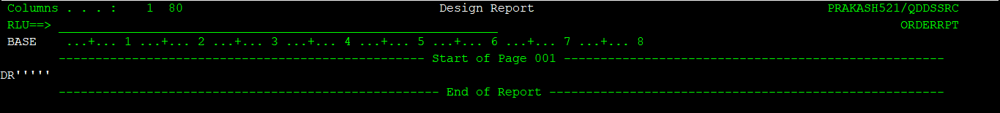 Columns . . . :    1  80                                   Design Report                                        PRAKASH521/QDDSSRC
RLU==> ____________________________________________________________                                                       ORDERRPT
BASE    ...+... 1 ...+... 2 ...+... 3 ...+... 4 ...+... 5 ...+... 6 ...+... 7 ...+... 8
-------------------------------------------------- Start of Page 001 ----------------------------------------------------
DR'''''
---------------------------------------------------- End of Report ------------------------------------------------------